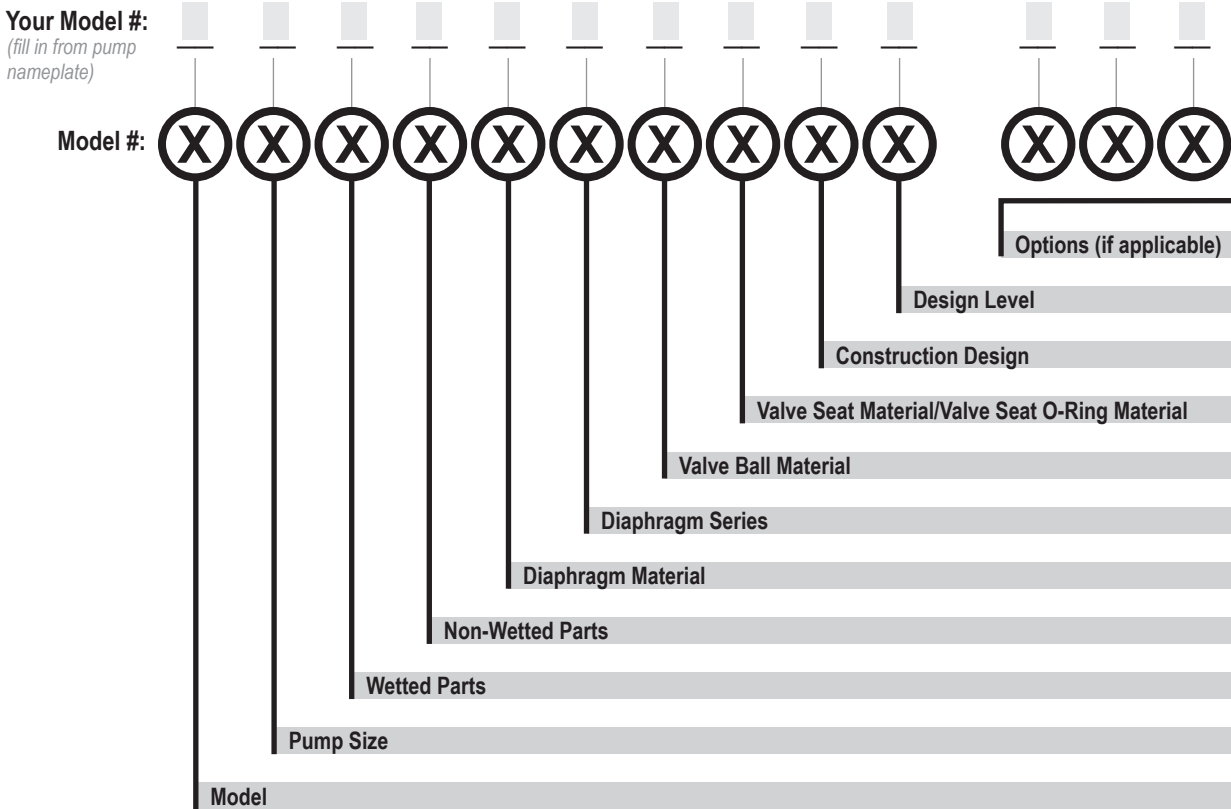 Your Model #:
(fill in from pump
nameplate)
Model #: X X X X X X X X X X X X X
Options (if applicable)
Design Level
Construction Design
Valve Seat Material/Valve Seat O-Ring Material
Valve Ball Material
Diaphragm Series
Diaphragm Material
Non-Wetted Parts
Wetted Parts
Pump Size
Model